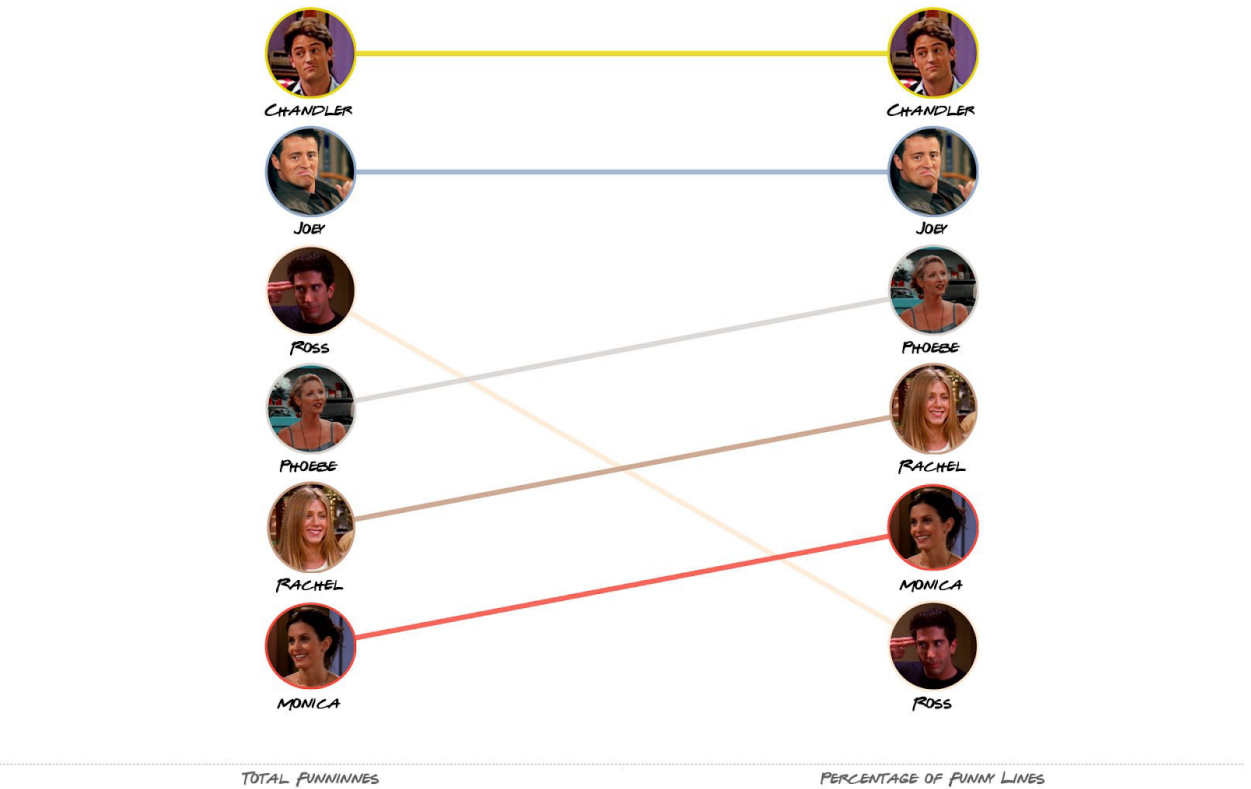 CHANDLER CHANDLER
JOEY JOEY
ROSS PHOEBE
PHOEBE RACHEL
RACHEL MONICA
MONICA ROSS
TOTAL FUNNINNES PERCENTAGE OF FUNNY LINES